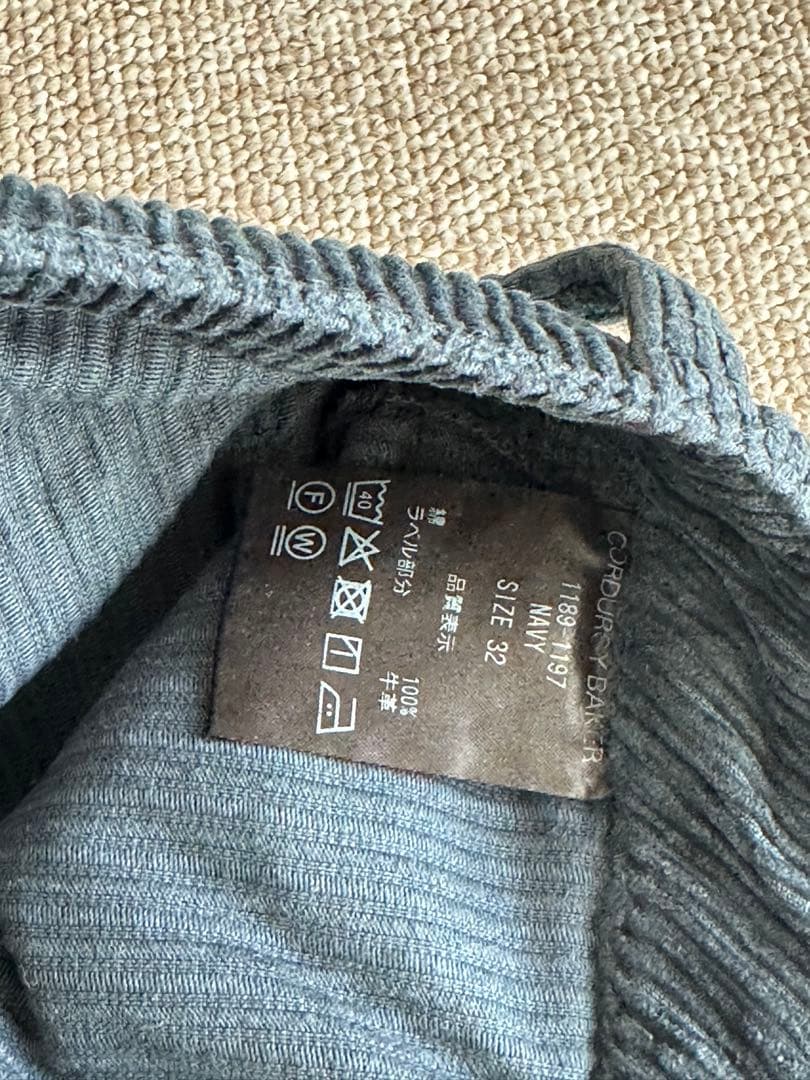 CORDUROY BAKER
1189-1197
NAVY
SIZE 32
品質表示
綿 100%
ラベル部分 牛革
40
F
W